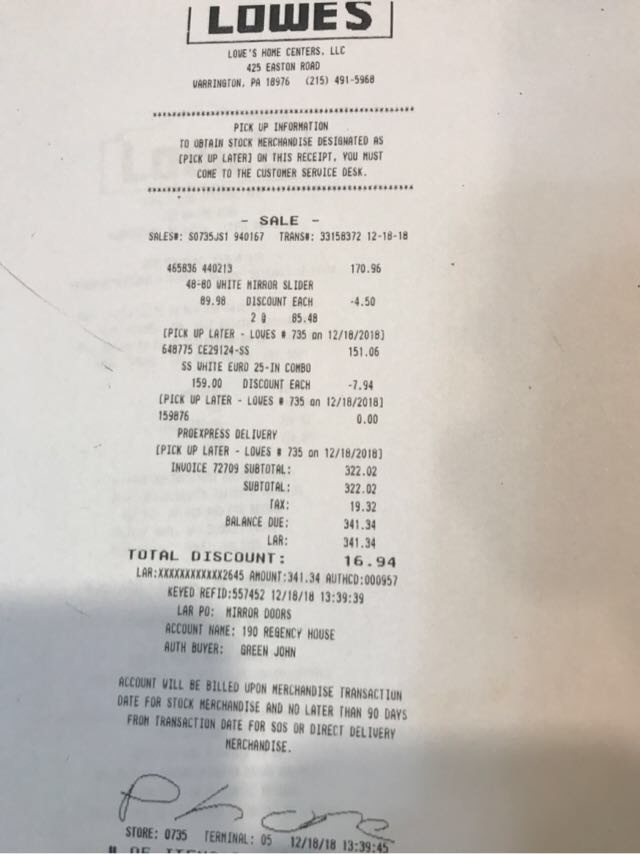 LOWES
LOWE'S HOME CENTERS, LLC
425 EASTON ROAD
WARRINGTON, PA 18976 (215) 491-5968
************************************************
PICK UP INFORMATION
TO OBTAIN STOCK MERCHANDISE DESIGNATED AS
[PICK UP LATER] ON THIS RECEIPT, YOU MUST
COME TO THE CUSTOMER SERVICE DESK.
************************************************
- SALE -
SALES#: S0735JS1 940167 TRANS#: 33158372 12-18-18
465836 440213 170.96
48-80 WHITE MIRROR SLIDER
89.98 DISCOUNT EACH -4.50
2 @ 85.48
[PICK UP LATER - LOWES # 735 on 12/18/2018]
648775 CE29124-SS 151.06
SS WHITE EURO 25-IN COMBO
159.00 DISCOUNT EACH -7.94
[PICK UP LATER - LOWES # 735 on 12/18/2018]
159876 0.00
PROEXPRESS DELIVERY
[PICK UP LATER - LOWES # 735 on 12/18/2018]
INVOICE 72709 SUBTOTAL: 322.02
SUBTOTAL: 322.02
TAX: 19.32
BALANCE DUE: 341.34
LAR: 341.34
TOTAL DISCOUNT: 16.94
LAR:XXXXXXXXXXXX2645 AMOUNT:341.34 AUTHCD:000957
KEYED REFID:557452 12/18/18 13:39:39
LAR PO: MIRROR DOORS
ACCOUNT NAME: 190 REGENCY HOUSE
AUTH BUYER: GREEN JOHN
ACCOUNT WILL BE BILLED UPON MERCHANDISE TRANSACTION
DATE FOR STOCK MERCHANDISE AND NO LATER THAN 90 DAYS
FROM TRANSACTION DATE FOR SOS OR DIRECT DELIVERY
MERCHANDISE.
Phone
STORE: 0735 TERMINAL: 05 12/18/18 13:39:45
# OF